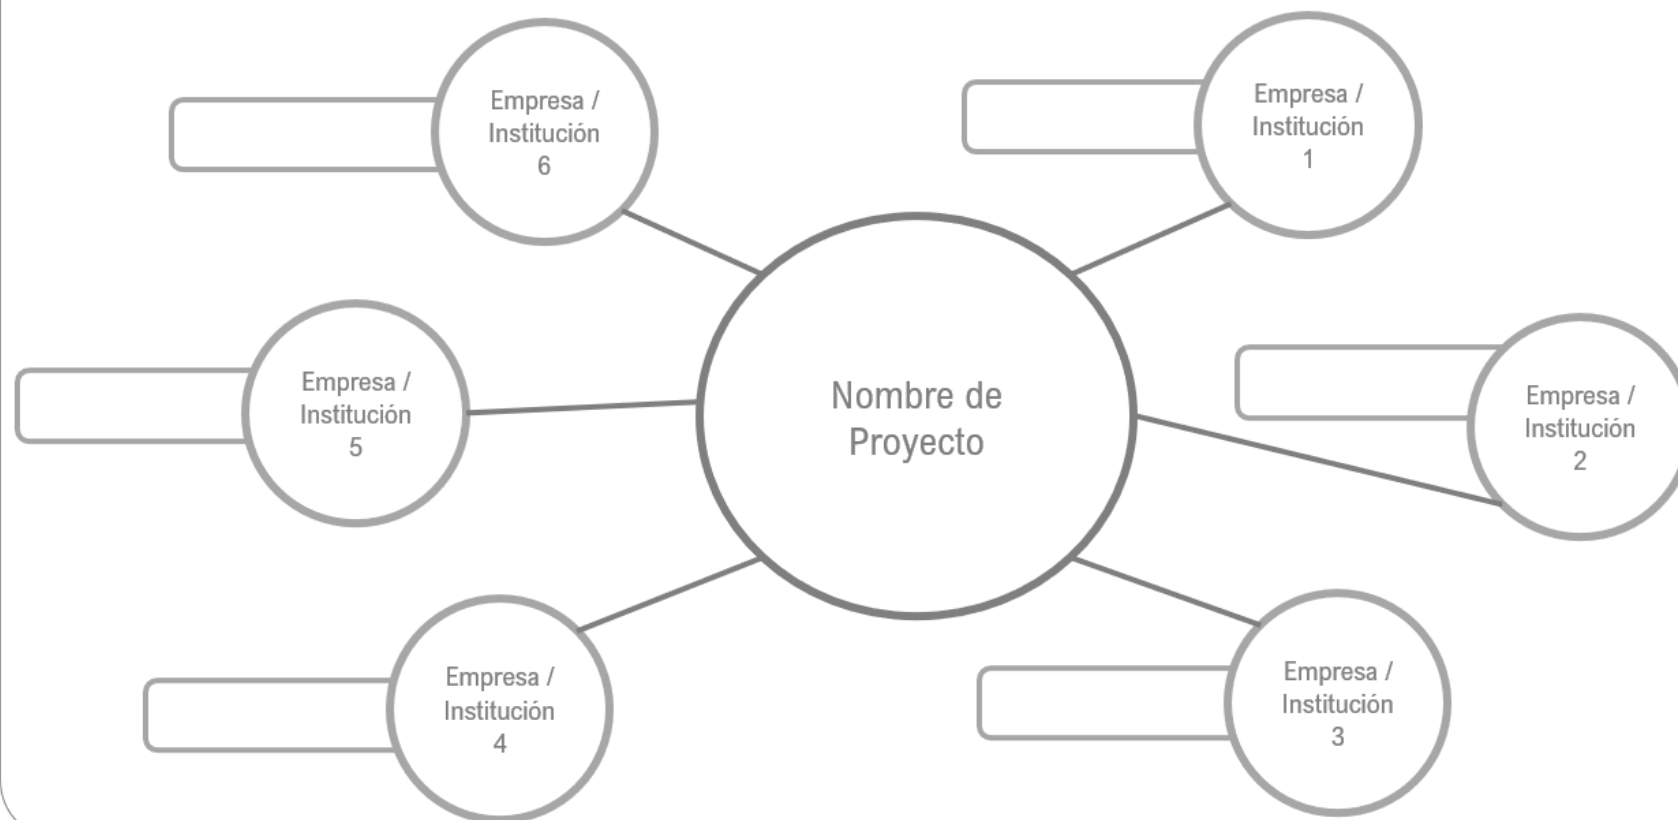 Empresa /
Institución
6
Empresa /
Institución
1
Empresa /
Institución
5
Nombre de
Proyecto
Empresa /
Institución
2
Empresa /
Institución
4
Empresa /
Institución
3